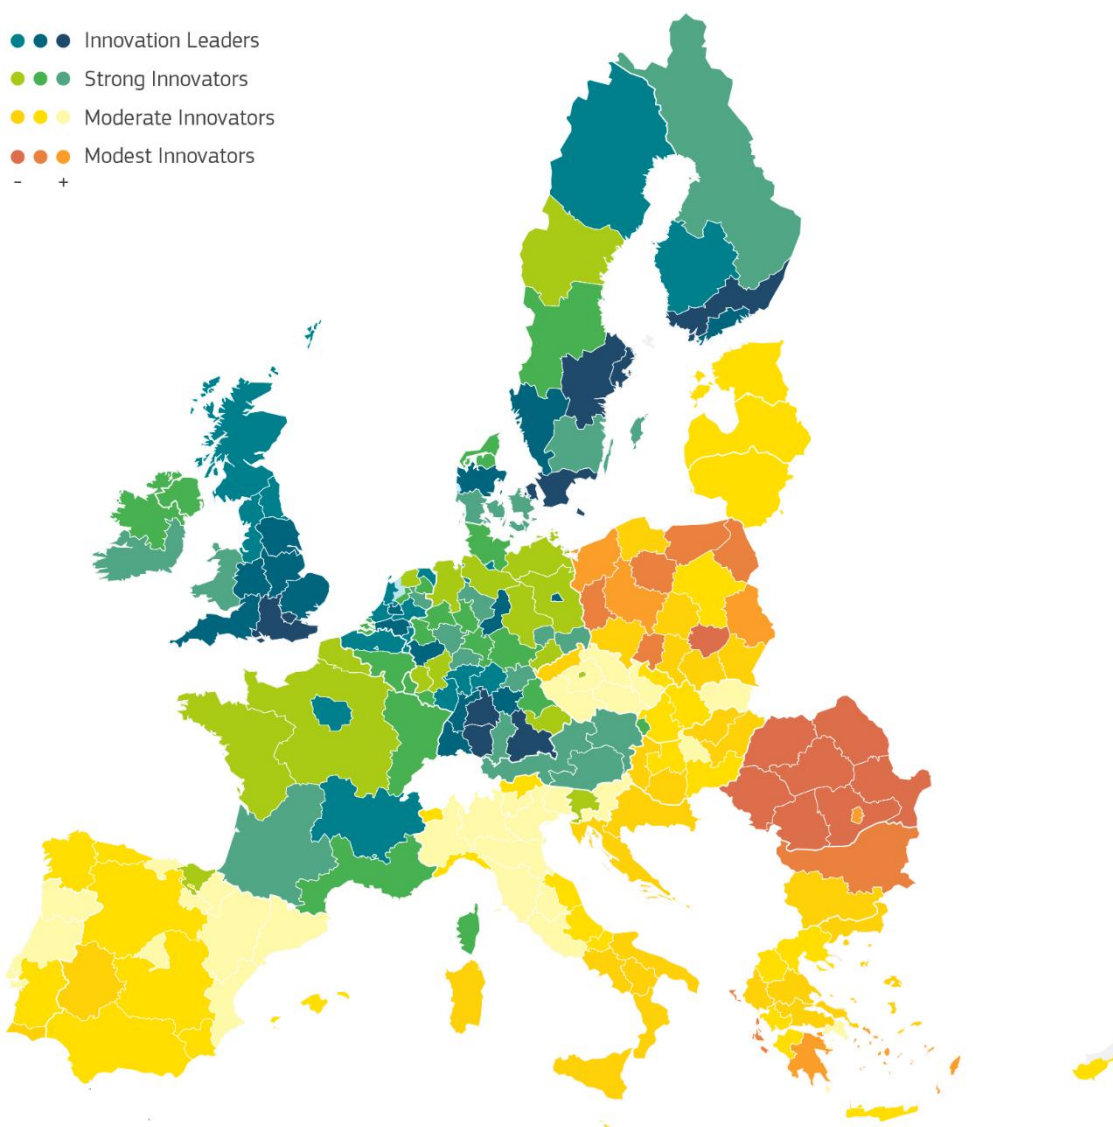 Innovation Leaders
Strong Innovators
Moderate Innovators
Modest Innovators
- +